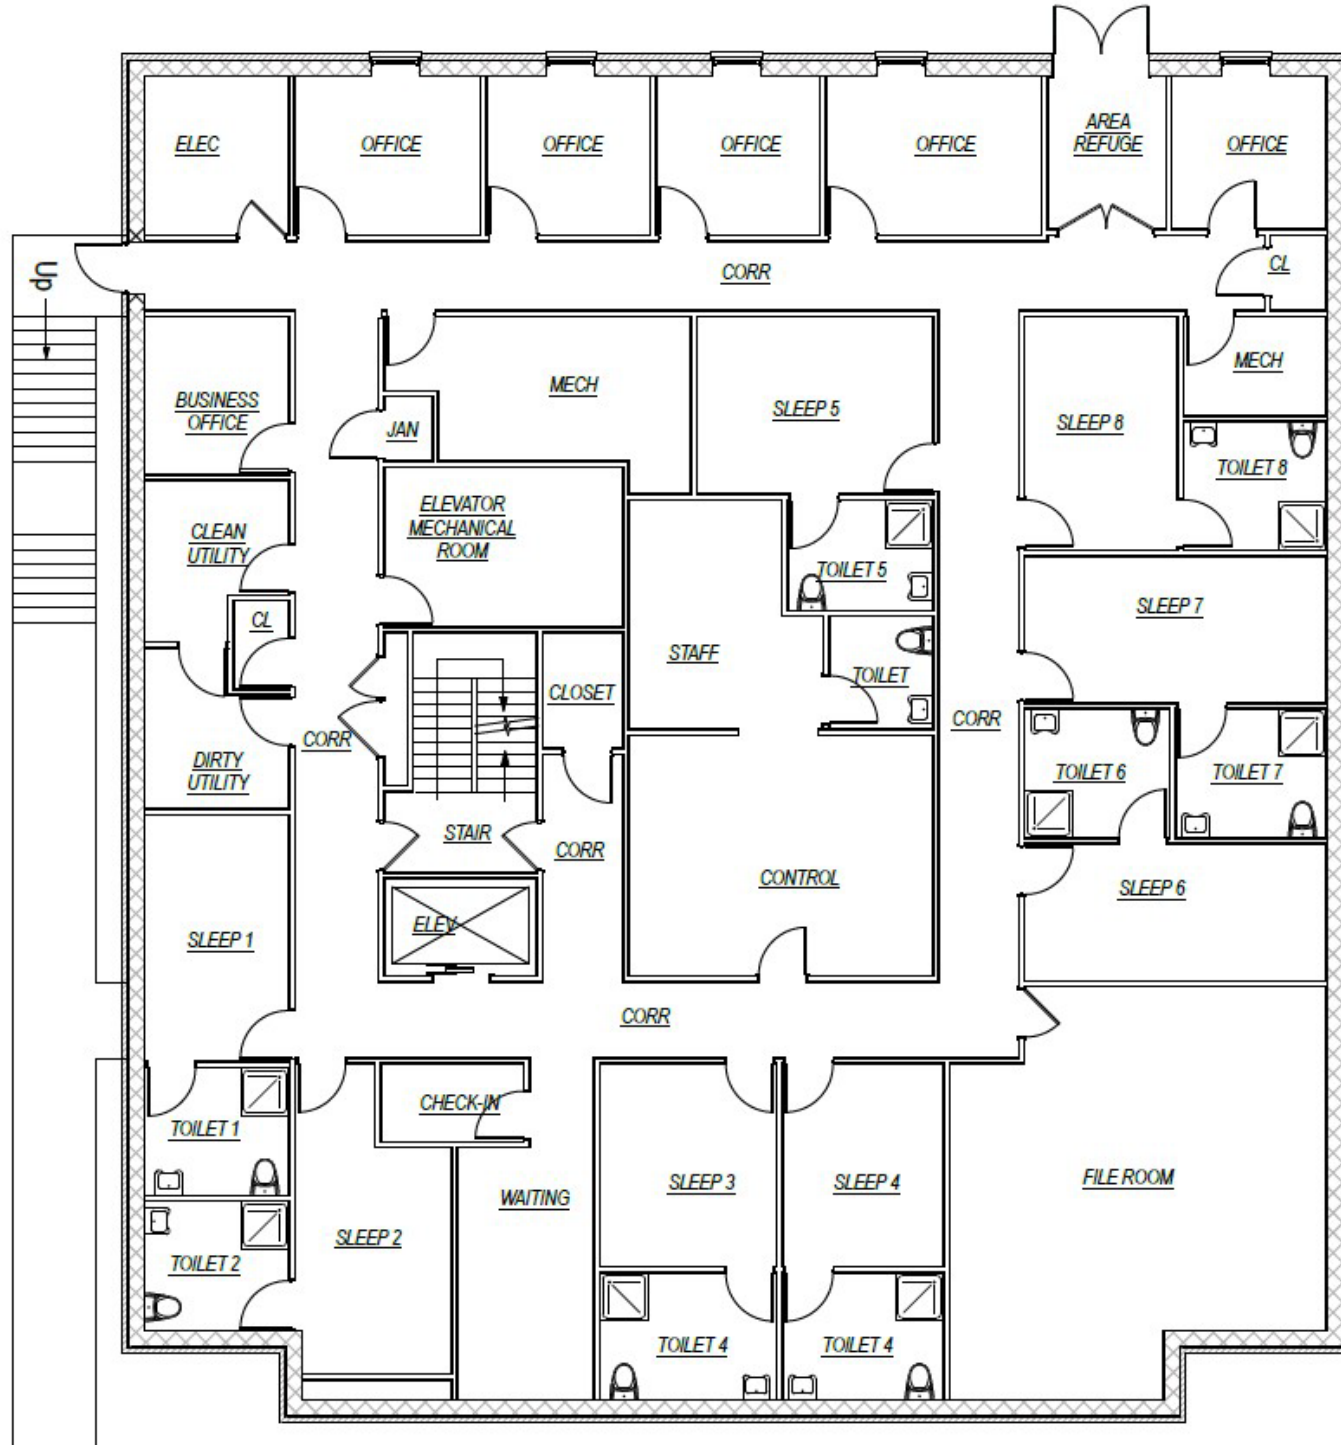 ELEC
OFFICE
OFFICE
OFFICE
OFFICE
AREA
REFUGE
OFFICE
Up
CORR
CL
BUSINESS
OFFICE
JAN
MECH
SLEEP 5
SLEEP 8
MECH
TOILET 8
CLEAN
UTILITY
ELEVATOR
MECHANICAL
ROOM
TOILET 5
SLEEP 7
CL
STAFF
TOILET
CLOSET
CORR
CORR
DIRTY
UTILITY
TOILET 6
TOILET 7
STAIR
CORR
CONTROL
SLEEP 6
SLEEP 1
ELEV
CORR
TOILET 1
CHECK-IN
WAITING
SLEEP 3
SLEEP 4
FILE ROOM
TOILET 2
SLEEP 2
TOILET 4
TOILET 4